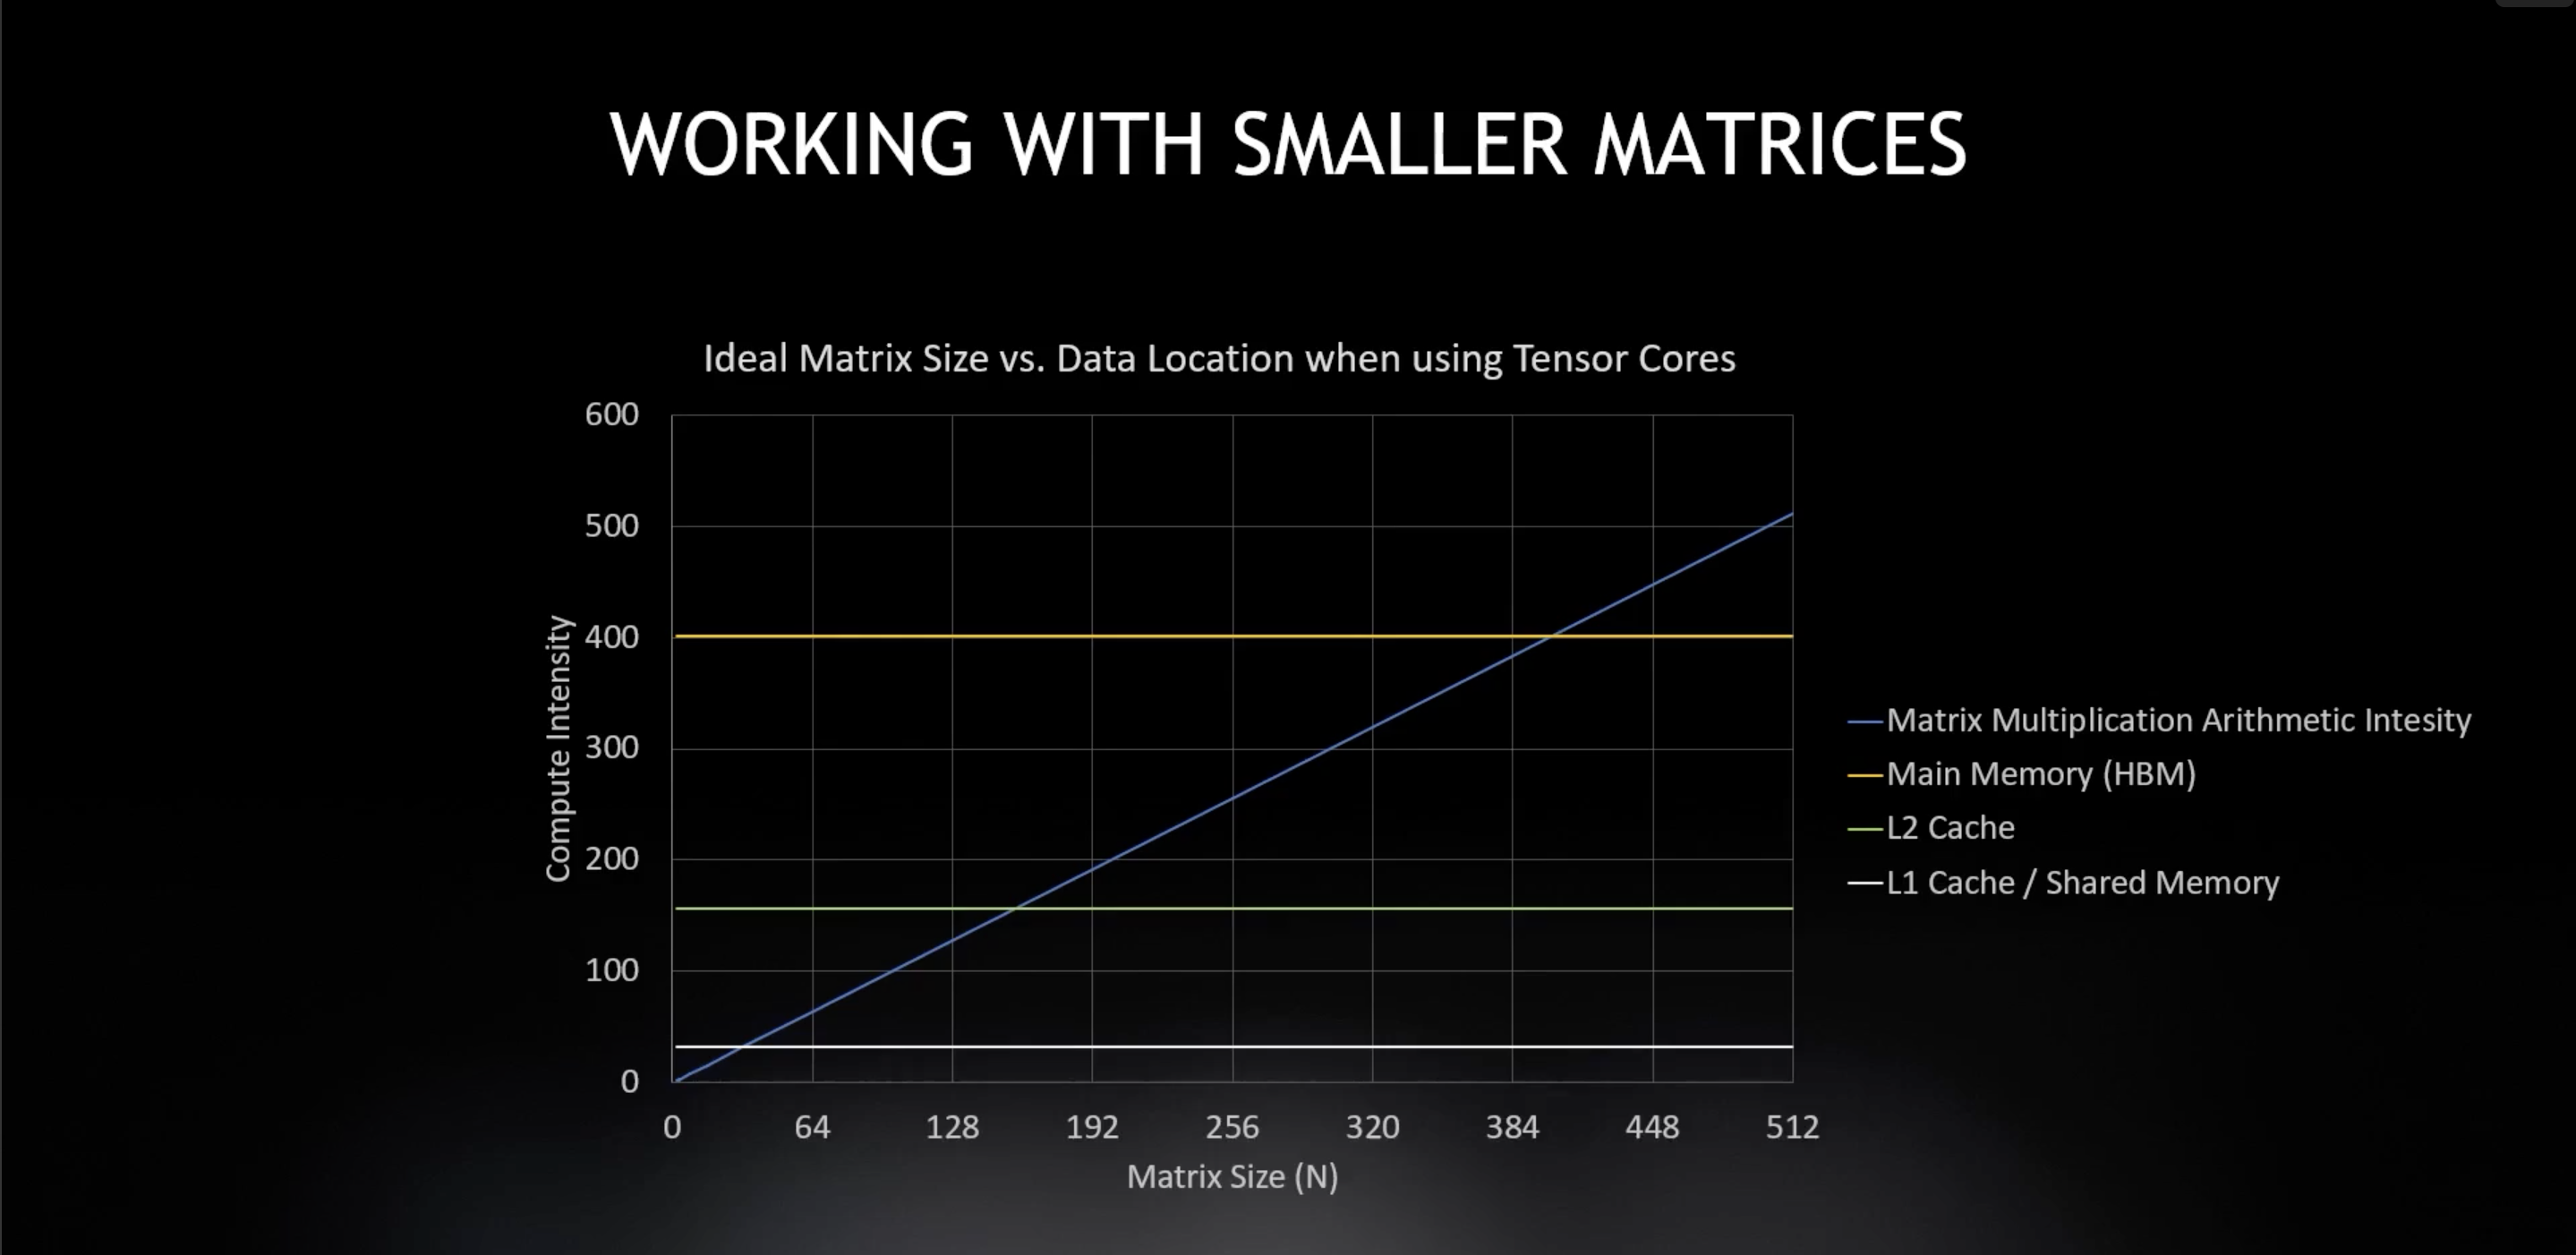 WORKING WITH SMALLER MATRICES
Ideal Matrix Size vs. Data Location when using Tensor Cores
600
500
400
300
200
100
0
Compute Intensity
0 64 128 192 256 320 384 448 512
Matrix Size (N)
Matrix Multiplication Arithmetic Intesity
Main Memory (HBM)
L2 Cache
L1 Cache / Shared Memory